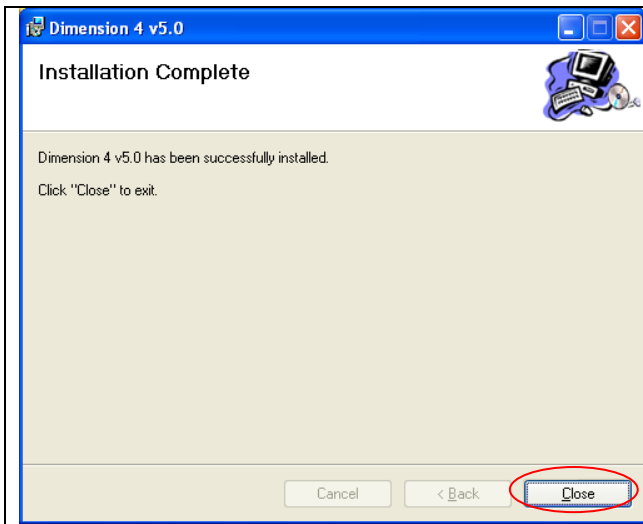 Dimension 4 v5.0
Installation Complete
Dimension 4 v5.0 has been successfully installed.
Click "Close" to exit.
Cancel
< Back
Close